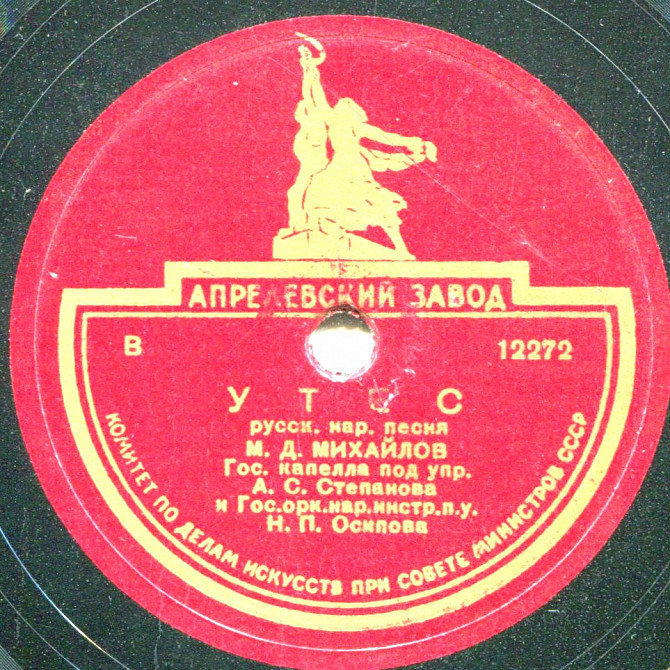 АПРЕЛЕВСКИЙ ЗАВОД
В 12272
УТЕС
русск. нар. песня
М. Д. МИХАЙЛОВ
Гос. капелла под упр.
А. С. Степанова
и Гос.орк.нар.инстр.п.у.
Н. П. Осипова
КОМИТЕТ ПО ДЕЛАМ ИСКУССТВ ПРИ СОВЕТЕ МИНИСТРОВ СССР